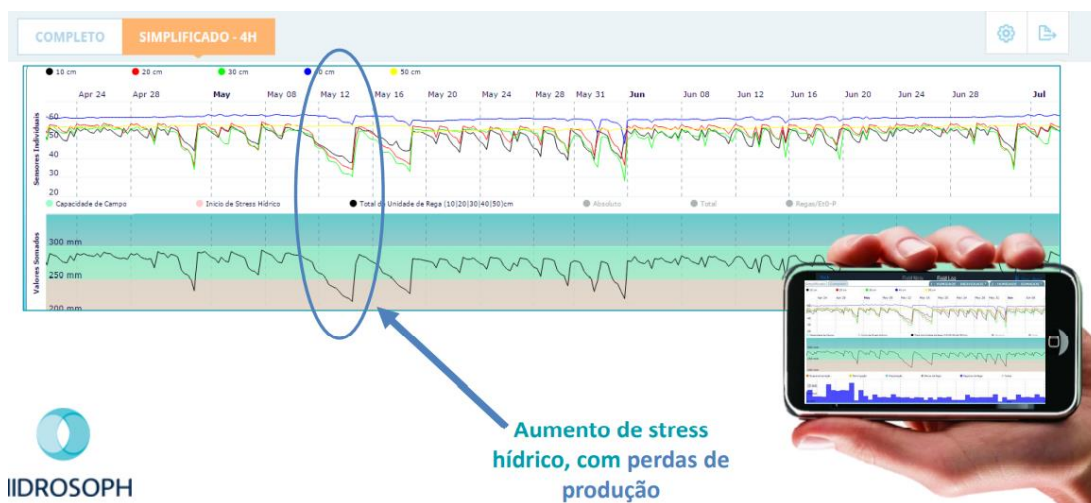 COMPLETO SIMPLIFICADO - 4H
10 cm 20 cm 30 cm 50 cm
Apr 24 Apr 28 May May 08 May 12 May 16 May 20 May 24 May 28 May 31 Jun Jun 08 Jun 12 Jun 16 Jun 20 Jun 24 Jun 28 Jul
Sensores Individuais
60
50
40
30
20
Capacidade de Campo Início de Stress Hídrico Total da Unidade de Rega (10|20|30|40|50)cm Absoluto Total Regas/Et0-P
Valores Somados
300 mm
250 mm
200 mm
Aumento de stress
hídrico, com perdas de
produção
IDROSOPH